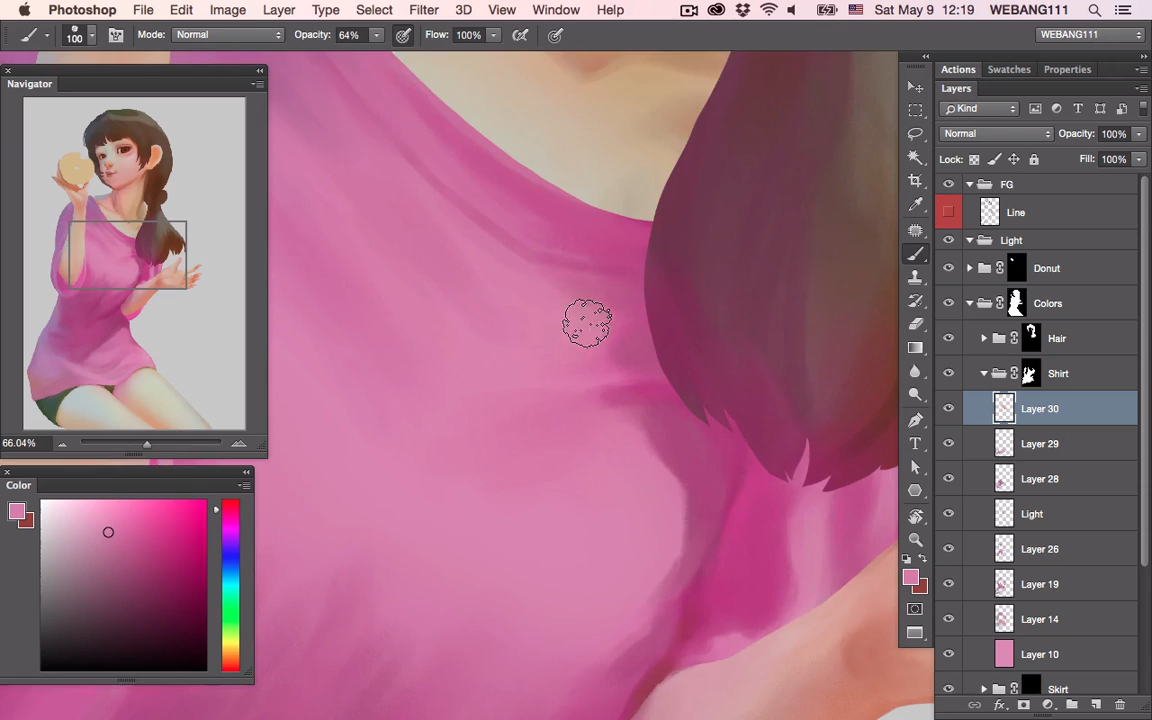 Photoshop File Edit Image Layer Type Select Filter 3D View Window Help Sat May 9 12:19 WEBANG111
100 Mode: Normal Opacity: 64% Flow: 100% WEBANG111
Navigator
66.04%
Color
Actions Swatches Properties
Layers
Kind
Normal Opacity: 100%
Lock: Fill: 100%
FG
Line
Light
Donut
Colors
Hair
Shirt
Layer 30
Layer 29
Layer 28
Light
Layer 26
Layer 19
Layer 14
Layer 10
Skirt
fx